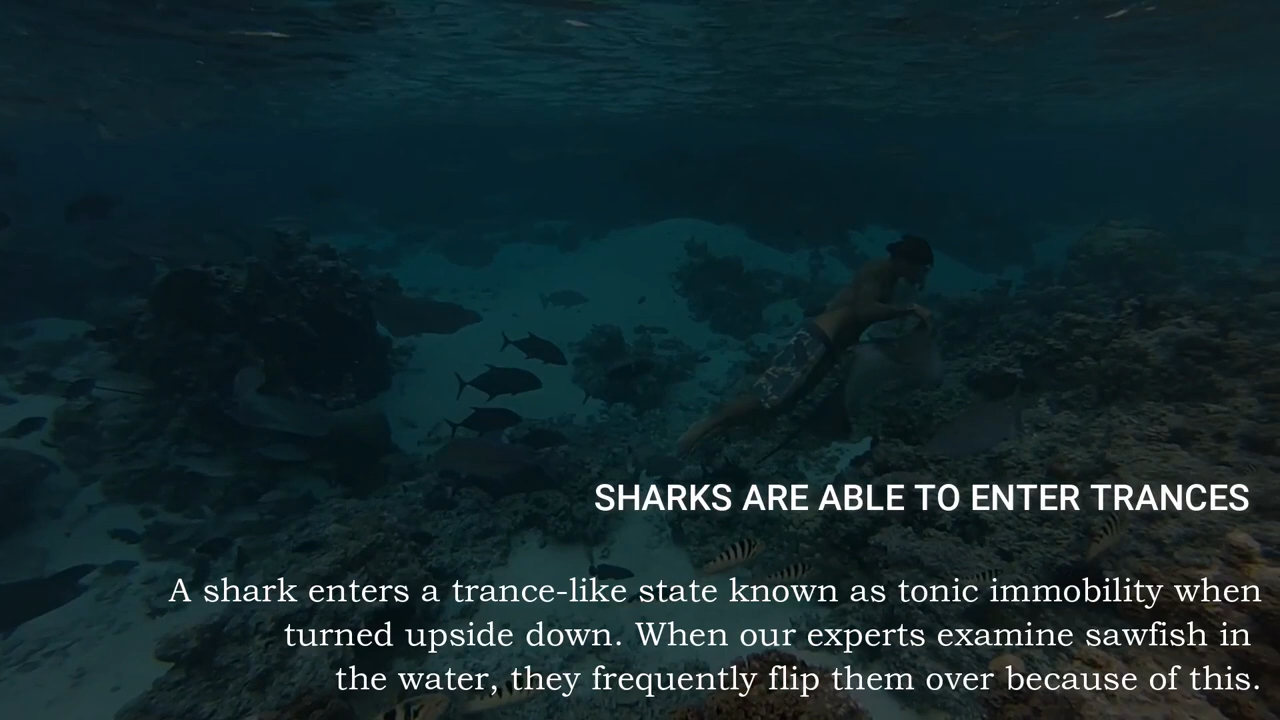 SHARKS ARE ABLE TO ENTER TRANCES
A shark enters a trance-like state known as tonic immobility when
turned upside down. When our experts examine sawfish in
the water, they frequently flip them over because of this.